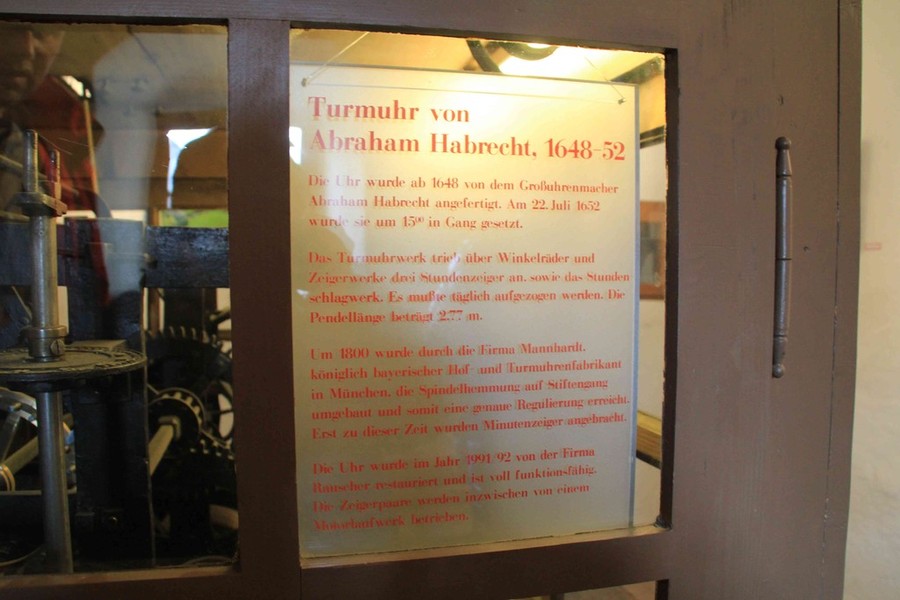 Turmuhr von
Abraham Habrecht, 1648-52
Die Uhr wurde ab 1648 von dem Großuhrenmacher
Abraham Habrecht angefertigt. Am 22. Juli 1652
wurde sie um 15⁰⁰ in Gang gesetzt.
Das Turmuhrwerk trieb über Winkelräder und
Zeigerwerke drei Stundenzeiger an, sowie das Stunden
schlagwerk. Es mußte täglich aufgezogen werden. Die
Pendellänge beträgt 2.77 m.
Um 1800 wurde durch die Firma Mannhardt,
königlich bayerischer Hof- und Turmuhrenfabrikant
in München, die Spindelhemmung auf Stiftengang
umgebaut und somit eine genaue Regulierung erreicht.
Erst zu dieser Zeit wurden Minutenzeiger angebracht.
Die Uhr wurde im Jahr 1991/92 von der Firma
Rauscher restauriert und ist voll funktionsfähig.
Die Zeigerpaare werden inzwischen von einem
Motorlaufwerk betrieben.